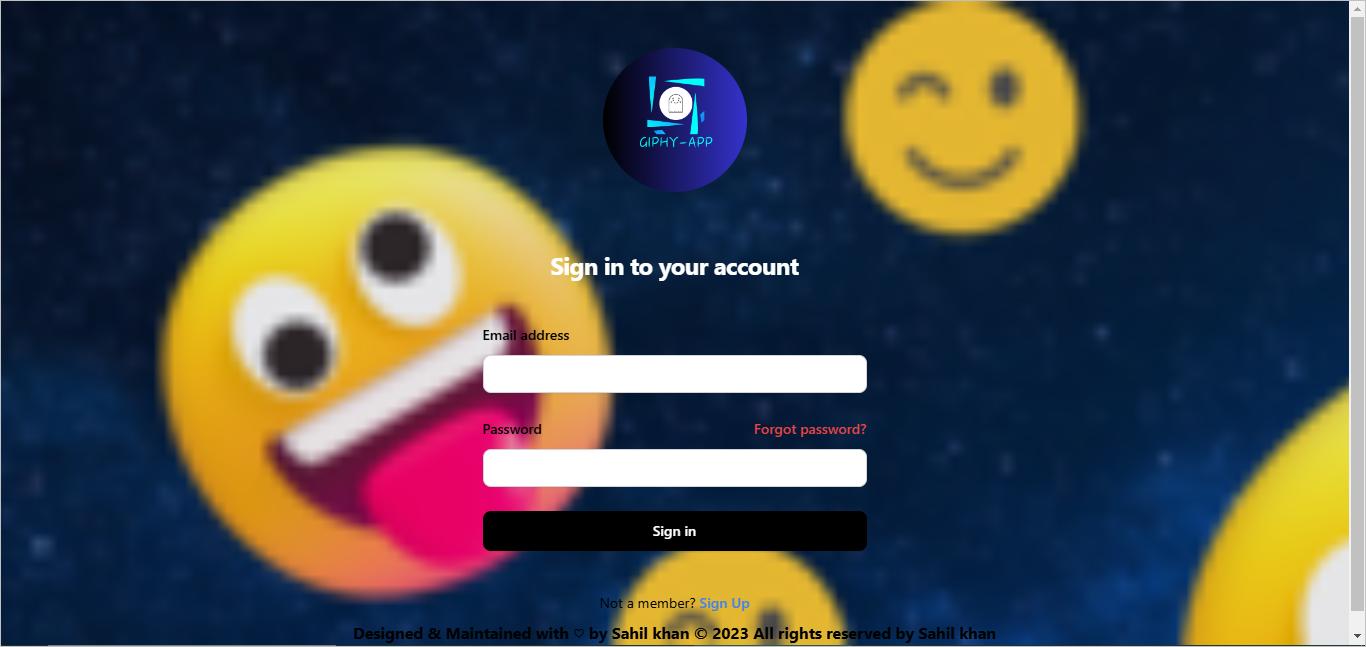 GIPHY-APP
Sign in to your account
Email address
Password
Forgot password?
Sign in
Not a member? Sign Up
Designed & Maintained with ♡ by Sahil khan © 2023 All rights reserved by Sahil khan